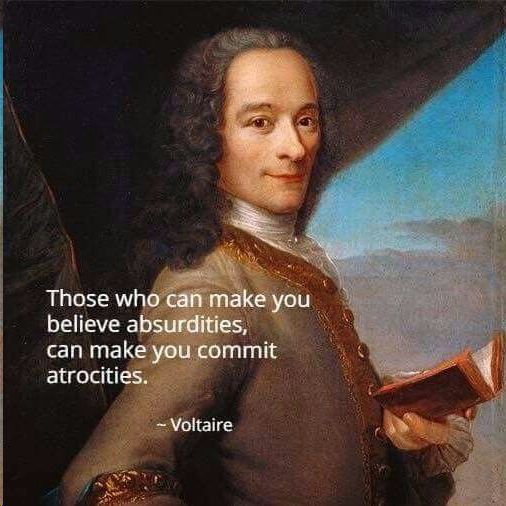 Those who can make you
believe absurdities,
can make you commit
atrocities.
~ Voltaire